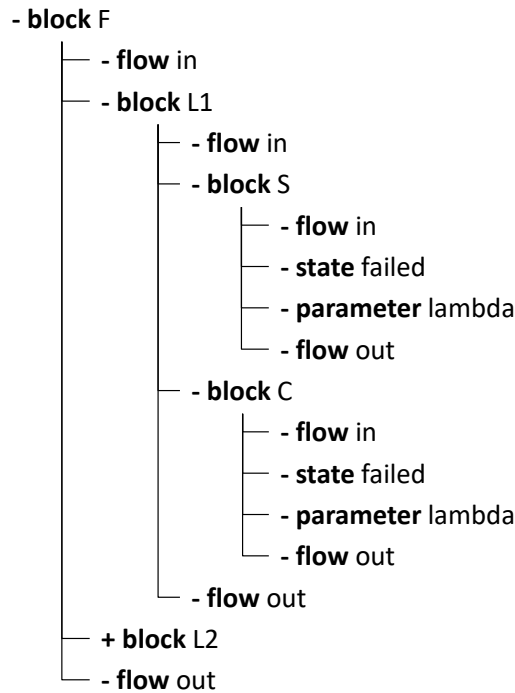 - block F
- flow in
- block L1
- flow in
- block S
- flow in
- state failed
- parameter lambda
- flow out
- block C
- flow in
- state failed
- parameter lambda
- flow out
- flow out
+ block L2
- flow out